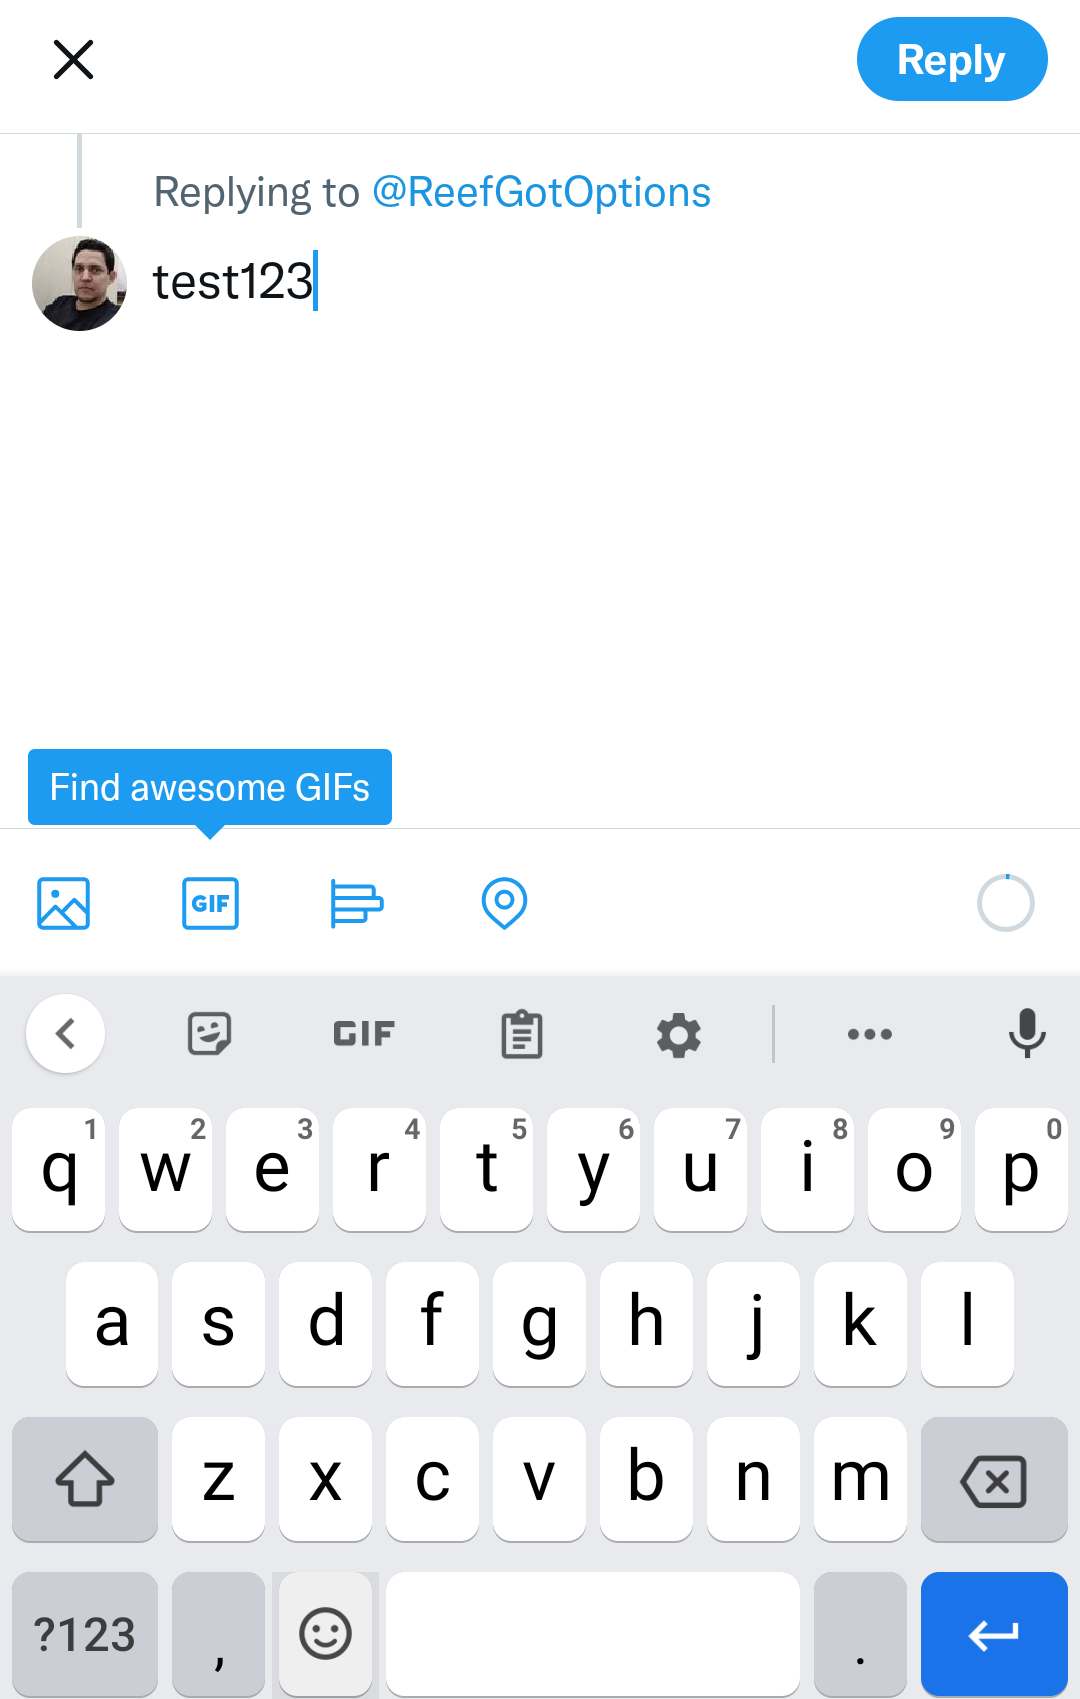 Reply
Replying to @ReefGotOptions
test123
Find awesome GIFs
GIF
GIF
1 2 3 4 5 6 7 8 9 0
q w e r t y u i o p
a s d f g h j k l
z x c v b n m
?123 , .